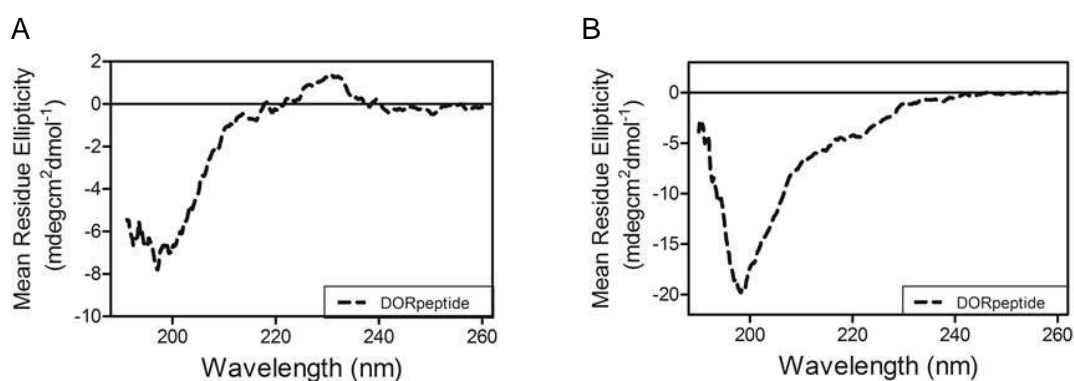 A
Mean Residue Ellipticity
(mdegcm²dmol⁻¹)
2
0
-2
-4
-6
-8
-10
200
220
240
260
DORpeptide
Wavelength (nm)
B
Mean Residue Ellipticity
(mdegcm²dmol⁻¹)
0
-5
-10
-15
-20
200
220
240
260
DORpeptide
Wavelength (nm)